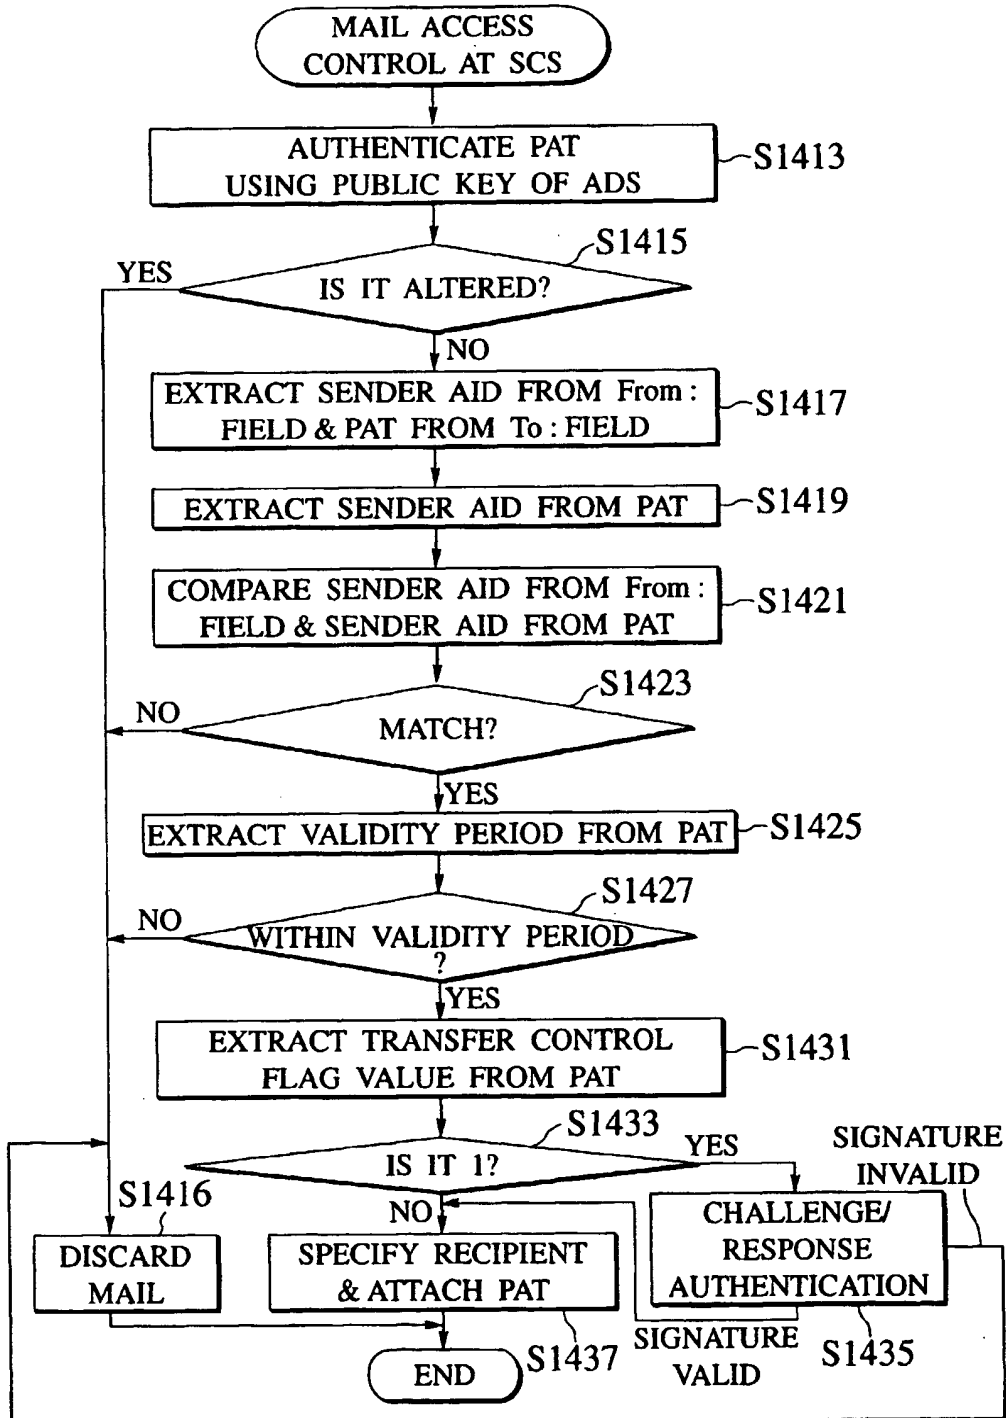 MAIL ACCESS
CONTROL AT SCS
AUTHENTICATE PAT
USING PUBLIC KEY OF ADS
S1413
S1415
YES
IS IT ALTERED?
NO
EXTRACT SENDER AID FROM From :
FIELD & PAT FROM To : FIELD
S1417
EXTRACT SENDER AID FROM PAT
S1419
COMPARE SENDER AID FROM From :
FIELD & SENDER AID FROM PAT
S1421
S1423
NO
MATCH?
YES
EXTRACT VALIDITY PERIOD FROM PAT
S1425
S1427
NO
WITHIN VALIDITY PERIOD
?
YES
EXTRACT TRANSFER CONTROL
FLAG VALUE FROM PAT
S1431
S1433
IS IT 1?
YES
SIGNATURE
INVALID
S1416
NO
DISCARD
MAIL
SPECIFY RECIPIENT
& ATTACH PAT
CHALLENGE/
RESPONSE
AUTHENTICATION
S1437
SIGNATURE
VALID
S1435
END